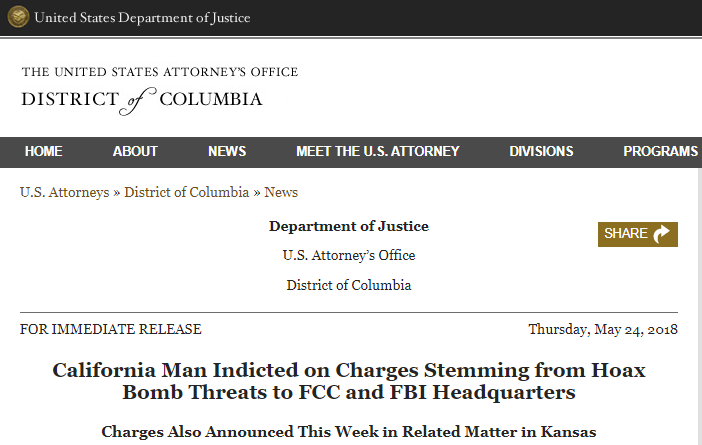 United States Department of Justice
THE UNITED STATES ATTORNEY'S OFFICE
DISTRICT of COLUMBIA
HOME ABOUT NEWS MEET THE U.S. ATTORNEY DIVISIONS PROGRAMS
U.S. Attorneys » District of Columbia » News
Department of Justice
SHARE
U.S. Attorney’s Office
District of Columbia
FOR IMMEDIATE RELEASE Thursday, May 24, 2018
California Man Indicted on Charges Stemming from Hoax
Bomb Threats to FCC and FBI Headquarters
Charges Also Announced This Week in Related Matter in Kansas